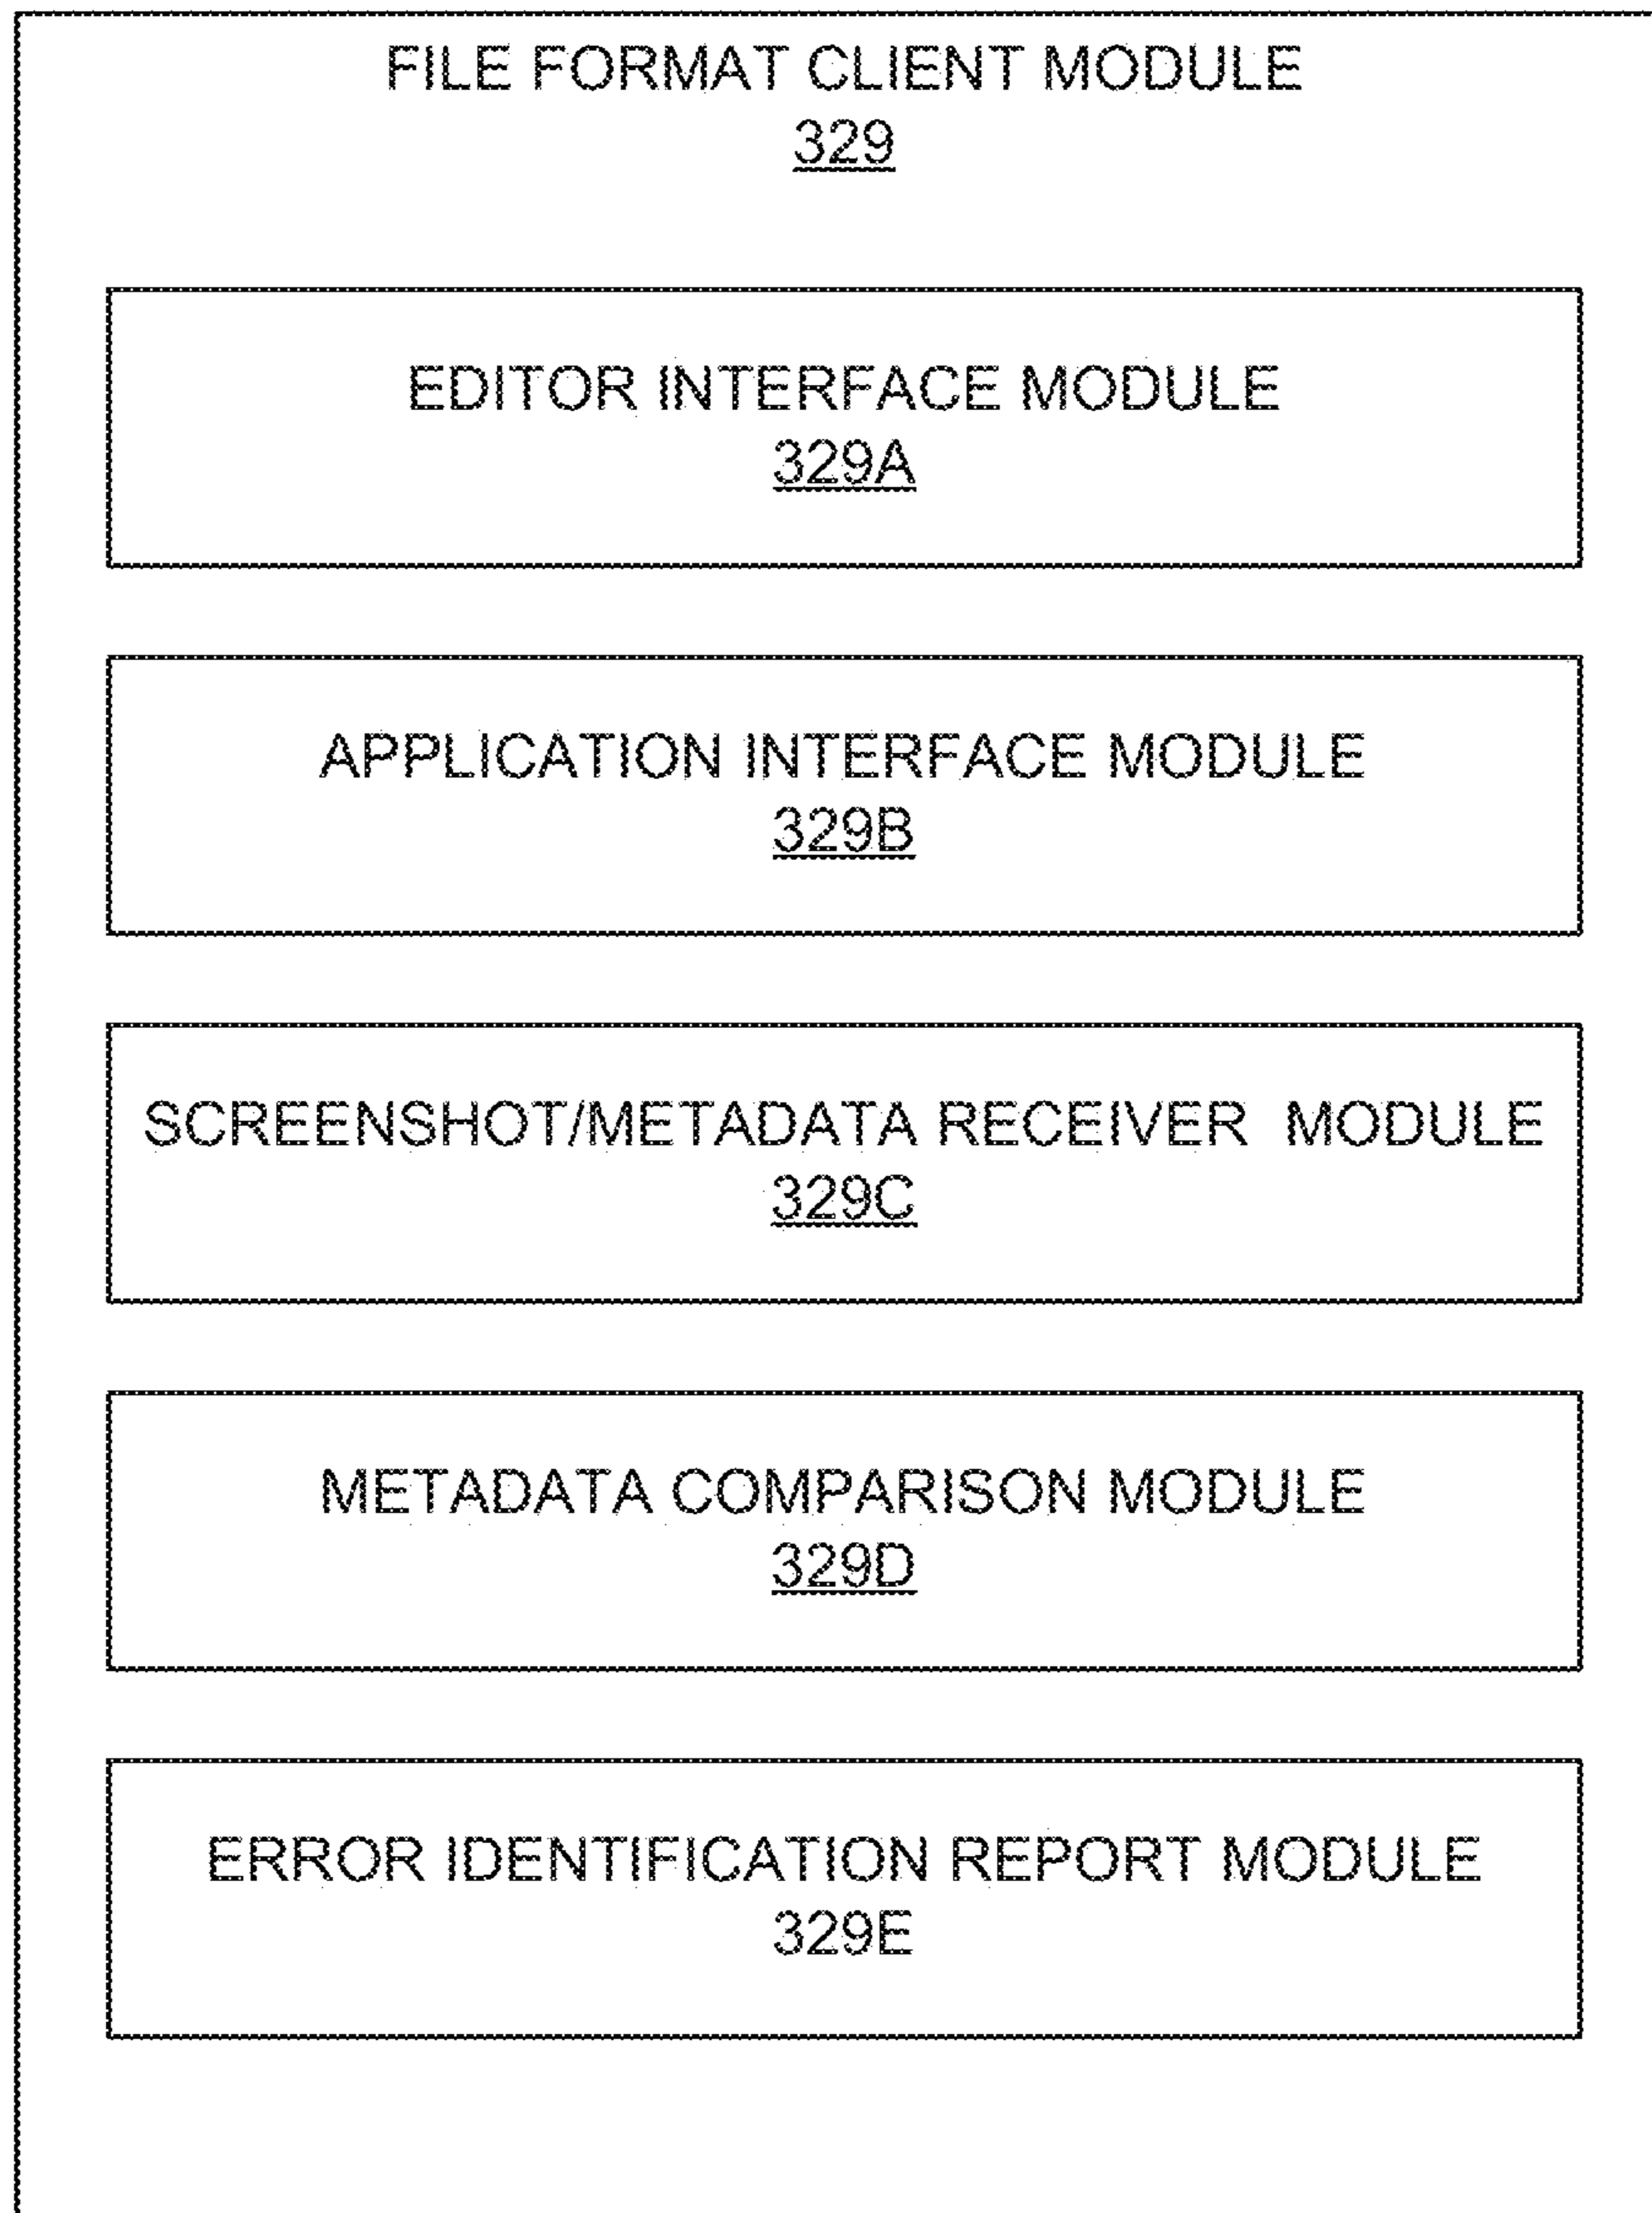 FILE FORMAT CLIENT MODULE
329
EDITOR INTERFACE MODULE
329A
APPLICATION INTERFACE MODULE
329B
SCREENSHOT/METADATA RECEIVER MODULE
329C
METADATA COMPARISON MODULE
329D
ERROR IDENTIFICATION REPORT MODULE
329E